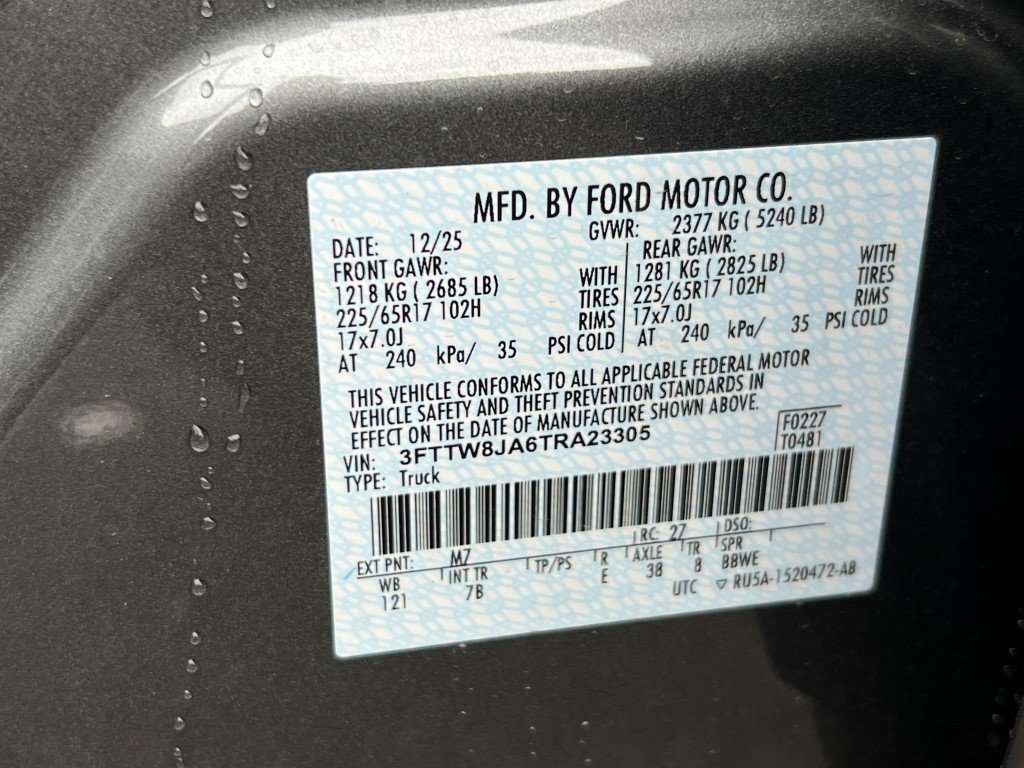 MFD. BY FORD MOTOR CO.
DATE: 12/25 GVWR: 2377 KG ( 5240 LB)
FRONT GAWR: REAR GAWR:
1218 KG ( 2685 LB) WITH 1281 KG ( 2825 LB) WITH
225/65R17 102H TIRES 225/65R17 102H TIRES
17x7.0J RIMS 17x7.0J RIMS
AT 240 kPa/ 35 PSI COLD AT 240 kPa/ 35 PSI COLD
THIS VEHICLE CONFORMS TO ALL APPLICABLE FEDERAL MOTOR
VEHICLE SAFETY AND THEFT PREVENTION STANDARDS IN
EFFECT ON THE DATE OF MANUFACTURE SHOWN ABOVE.
VIN: 3FTTW8JA6TRA23305 F0227
TYPE: Truck T0481
EXT PNT: M7 RC: 27 DSO:
WB INT TR TP/PS R AXLE TR SPR
121 7B E 38 8 BBWE
UTC ▽ RU5A-1520472-AB